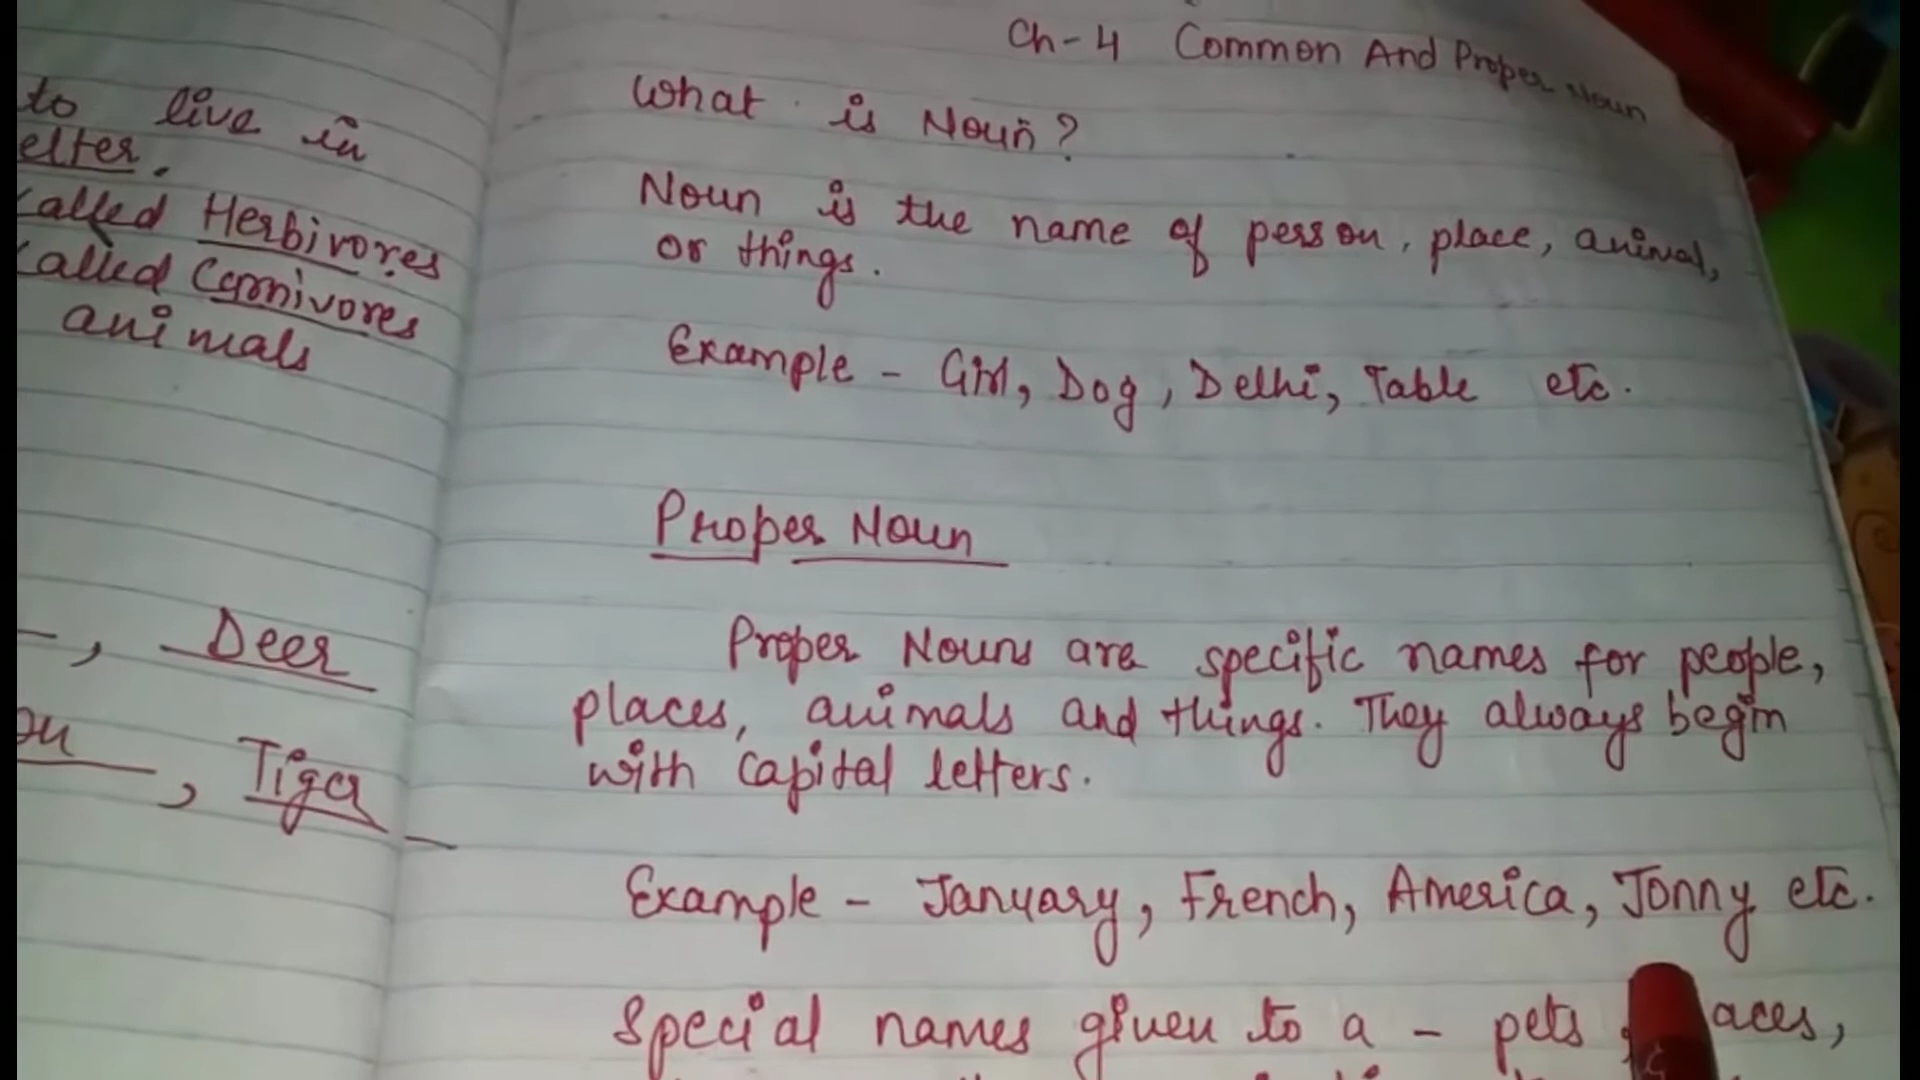 to live in
elter.
called Herbivores
called Carnivores
animals
Deer
, Tiger
Ch-4 Common And Proper Noun
What is Noun?
Noun is the name of person, place, animal,
or things.
Example - Girl, Dog, Delhi, Table etc.
Proper Noun
Proper Nouns are specific names for people,
places, animals and things. They always begin
with capital letters.
Example - January, French, America, Jonny etc.
Special names given to a - pets aces,